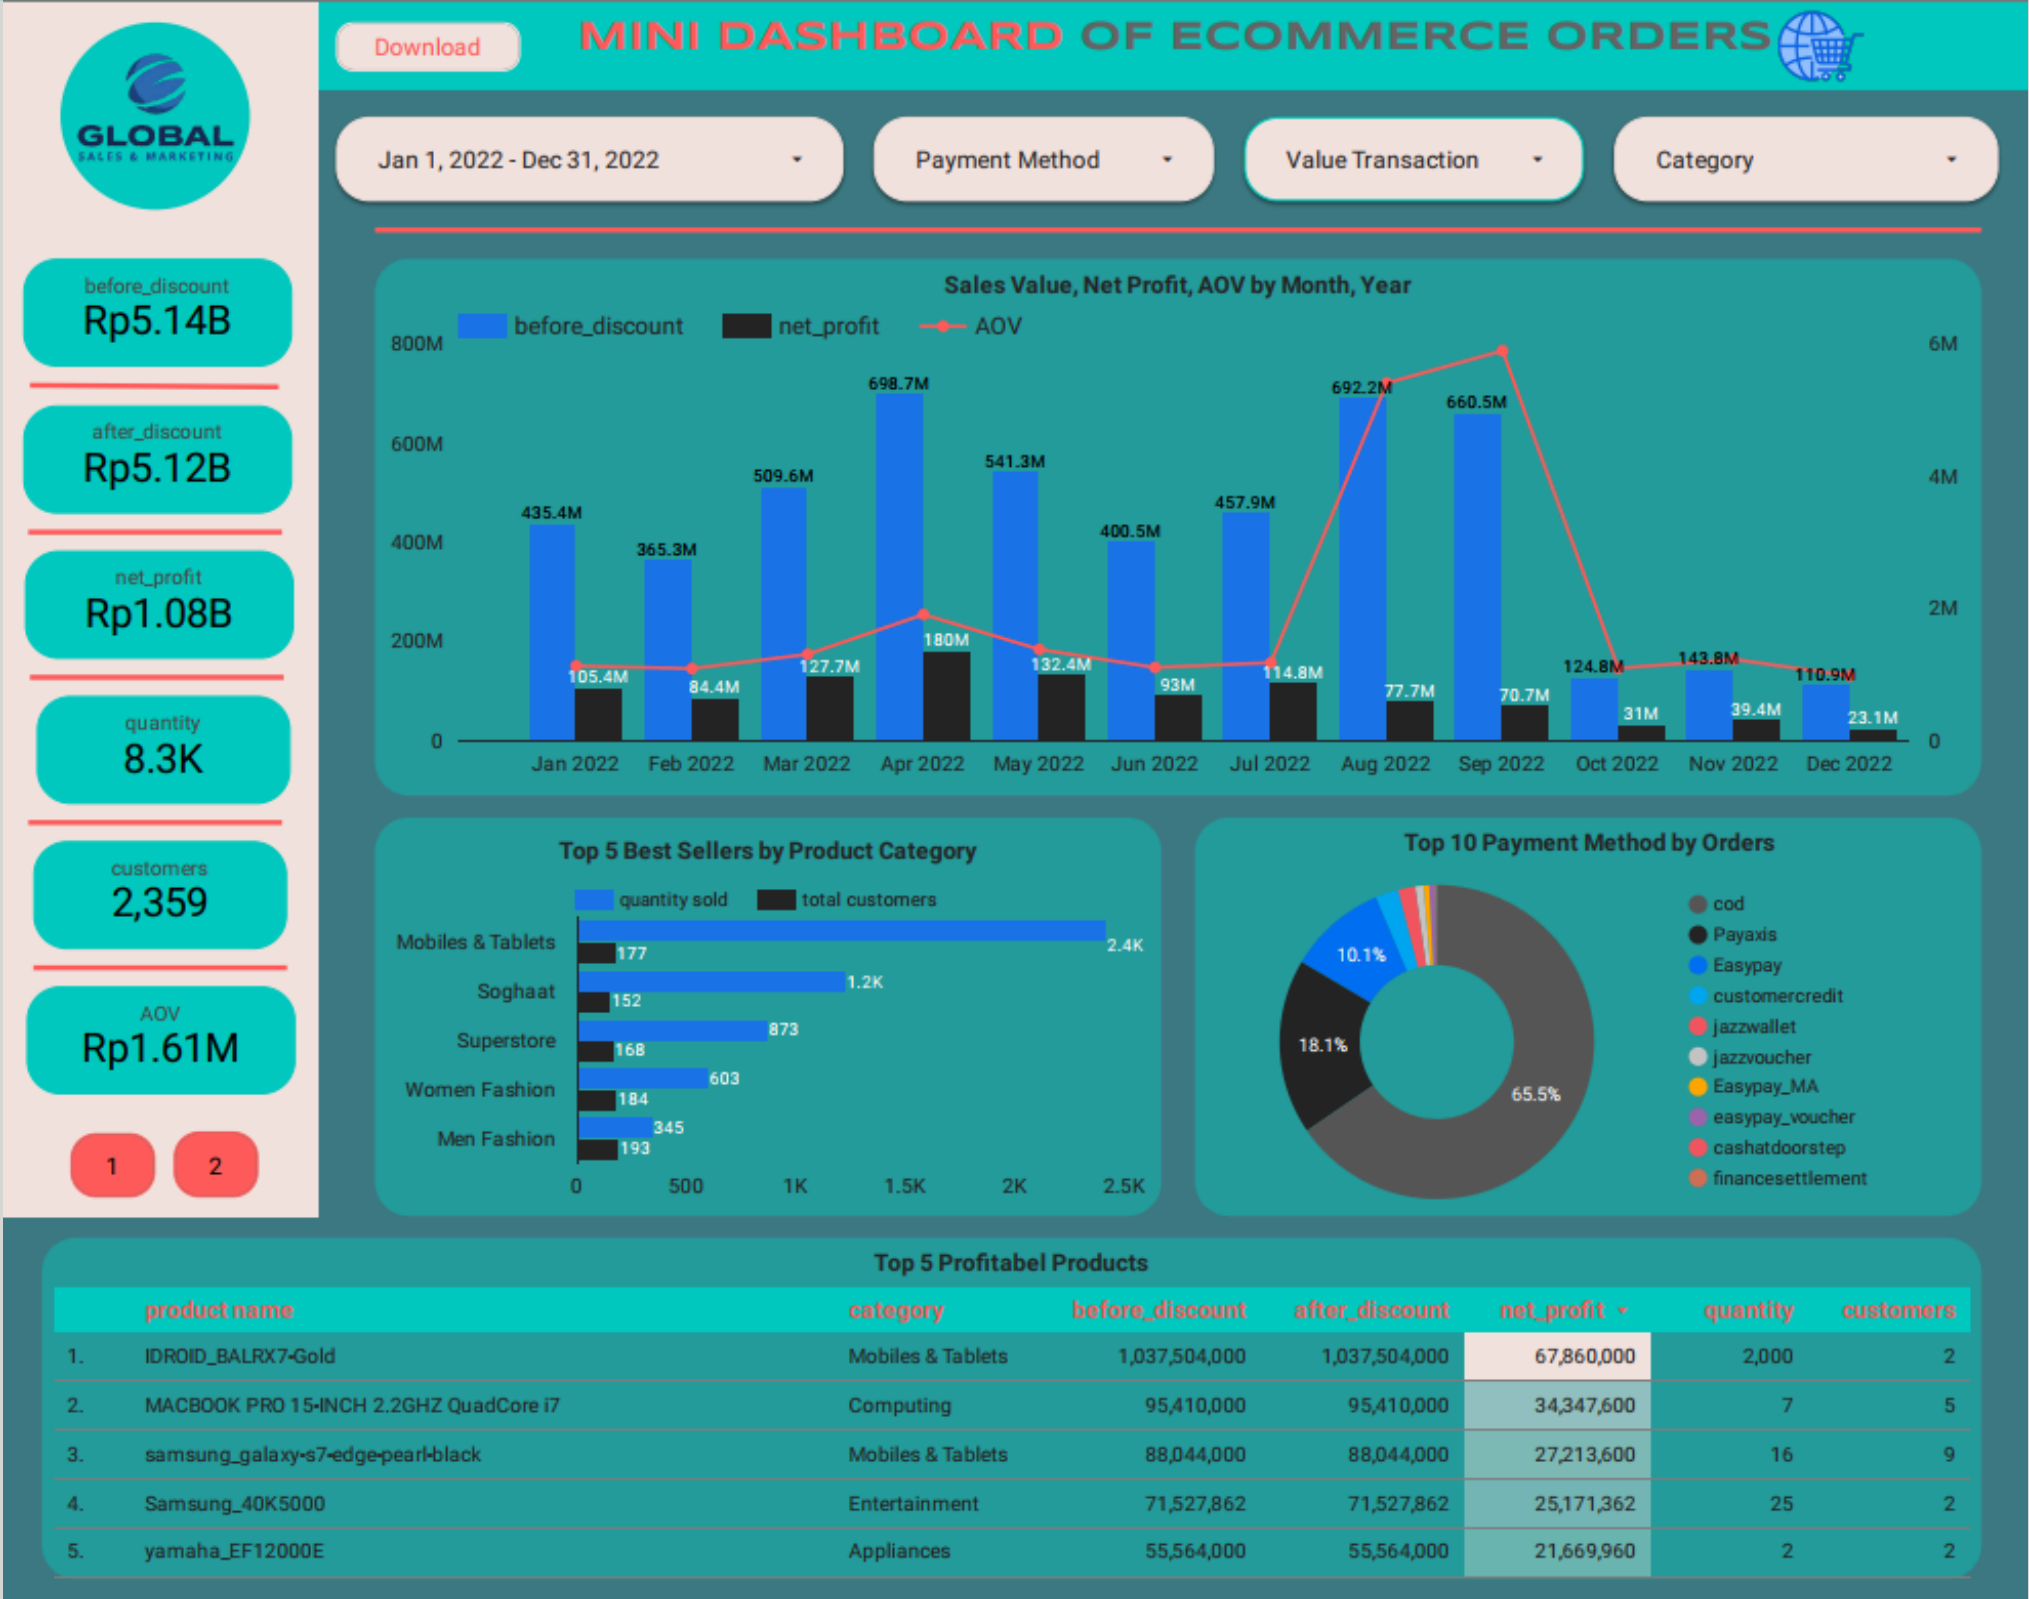 GLOBAL
SALES & MARKETING
Download
MINI DASHBOARD OF ECOMMERCE ORDERS
Jan 1, 2022 - Dec 31, 2022
Payment Method
Value Transaction
Category
before_discount
Rp5.14B
after_discount
Rp5.12B
net_profit
Rp1.08B
quantity
8.3K
customers
2,359
AOV
Rp1.61M
1 2
Sales Value, Net Profit, AOV by Month, Year
before_discount net_profit AOV
800M
600M
400M
200M
0
6M
4M
2M
0
435.4M
365.3M
509.6M
698.7M
541.3M
400.5M
457.9M
692.2M
660.5M
124.8M
143.8M
110.9M
105.4M
84.4M
127.7M
180M
132.4M
93M
114.8M
77.7M
70.7M
31M
39.4M
23.1M
Jan 2022 Feb 2022 Mar 2022 Apr 2022 May 2022 Jun 2022 Jul 2022 Aug 2022 Sep 2022 Oct 2022 Nov 2022 Dec 2022
Top 5 Best Sellers by Product Category
quantity sold total customers
Mobiles & Tablets 2.4K
177
Soghaat 1.2K
152
Superstore 873
168
Women Fashion 603
184
Men Fashion 345
193
0 500 1K 1.5K 2K 2.5K
Top 10 Payment Method by Orders
10.1%
18.1%
65.5%
cod
Payaxis
Easypay
customercredit
jazzwallet
jazzvoucher
Easypay_MA
easypay_voucher
cashatdoorstep
financesettlement
Top 5 Profitabel Products
product name category before_discount after_discount net_profit quantity customers
1. IDROID_BALRX7-Gold Mobiles & Tablets 1,037,504,000 1,037,504,000 67,860,000 2,000 2
2. MACBOOK PRO 15-INCH 2.2GHZ QuadCore i7 Computing 95,410,000 95,410,000 34,347,600 7 5
3. samsung_galaxy-s7-edge-pearl-black Mobiles & Tablets 88,044,000 88,044,000 27,213,600 16 9
4. Samsung_40K5000 Entertainment 71,527,862 71,527,862 25,171,362 25 2
5. yamaha_EF12000E Appliances 55,564,000 55,564,000 21,669,960 2 2